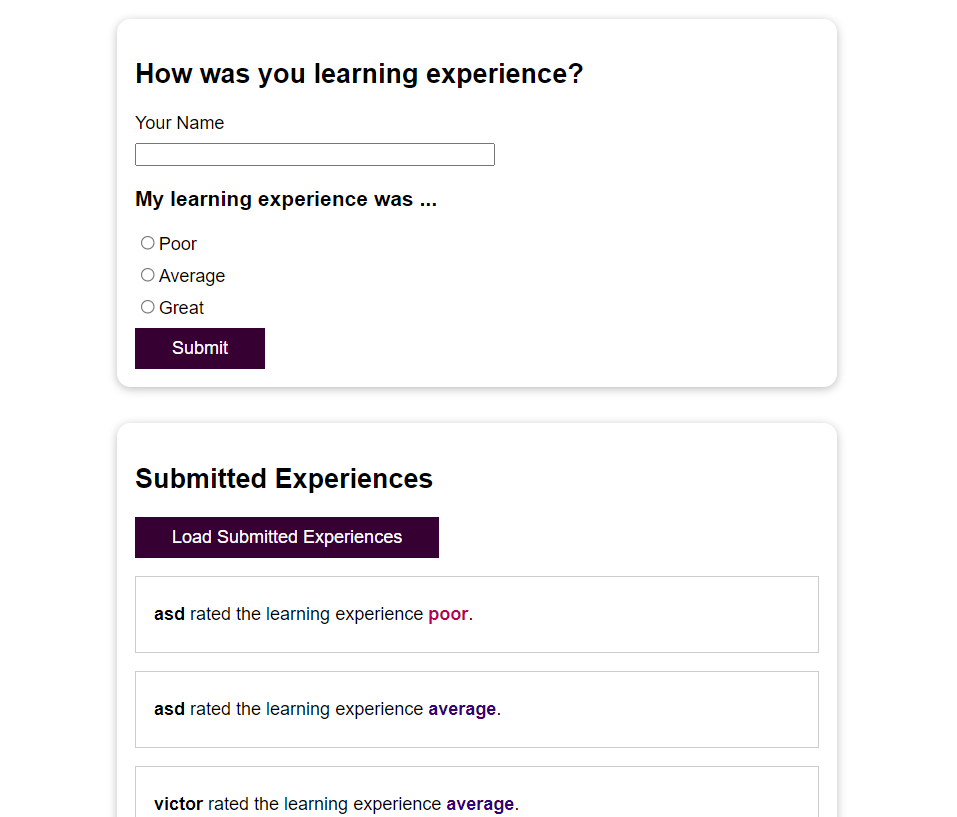 How was you learning experience?
Your Name
My learning experience was ...
Poor
Average
Great
Submit
Submitted Experiences
Load Submitted Experiences
asd rated the learning experience poor.
asd rated the learning experience average.
victor rated the learning experience average.